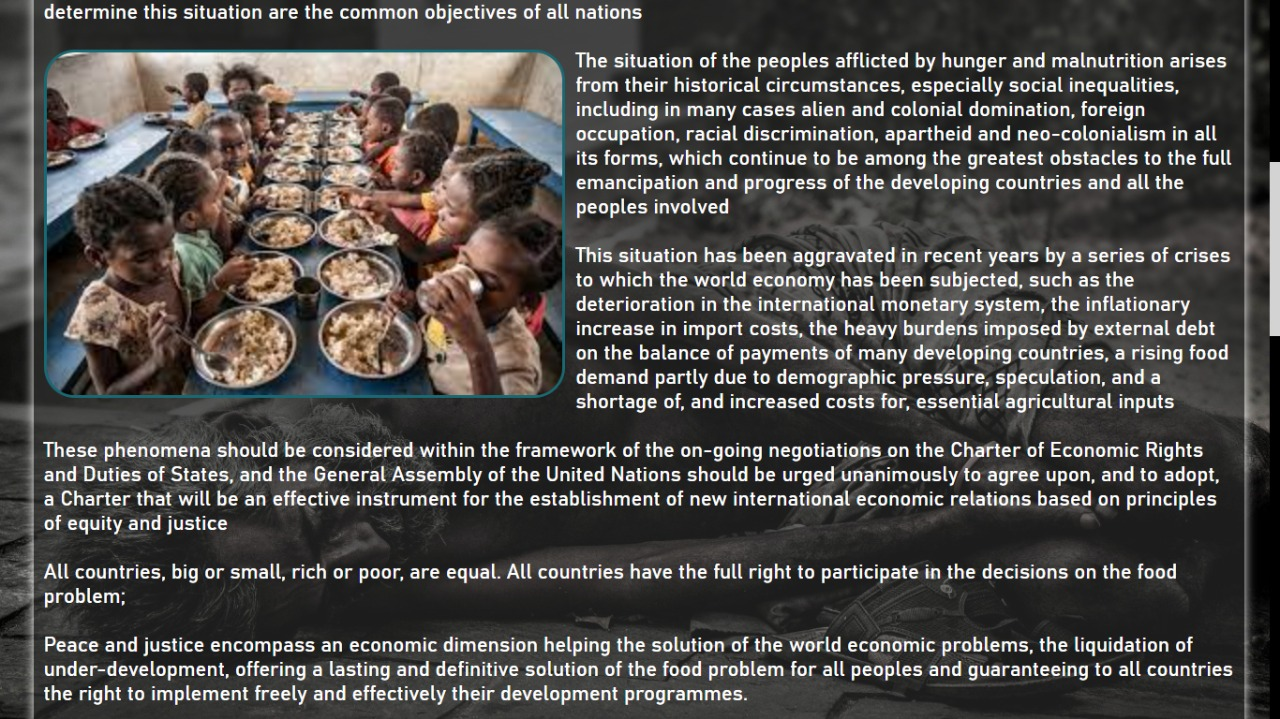 determine this situation are the common objectives of all nations
The situation of the peoples afflicted by hunger and malnutrition arises
from their historical circumstances, especially social inequalities,
including in many cases alien and colonial domination, foreign
occupation, racial discrimination, apartheid and neo-colonialism in all
its forms, which continue to be among the greatest obstacles to the full
emancipation and progress of the developing countries and all the
peoples involved
This situation has been aggravated in recent years by a series of crises
to which the world economy has been subjected, such as the
deterioration in the international monetary system, the inflationary
increase in import costs, the heavy burdens imposed by external debt
on the balance of payments of many developing countries, a rising food
demand partly due to demographic pressure, speculation, and a
shortage of, and increased costs for, essential agricultural inputs
These phenomena should be considered within the framework of the on-going negotiations on the Charter of Economic Rights
and Duties of States, and the General Assembly of the United Nations should be urged unanimously to agree upon, and to adopt,
a Charter that will be an effective instrument for the establishment of new international economic relations based on principles
of equity and justice
All countries, big or small, rich or poor, are equal. All countries have the full right to participate in the decisions on the food
problem;
Peace and justice encompass an economic dimension helping the solution of the world economic problems, the liquidation of
under-development, offering a lasting and definitive solution of the food problem for all peoples and guaranteeing to all countries
the right to implement freely and effectively their development programmes.